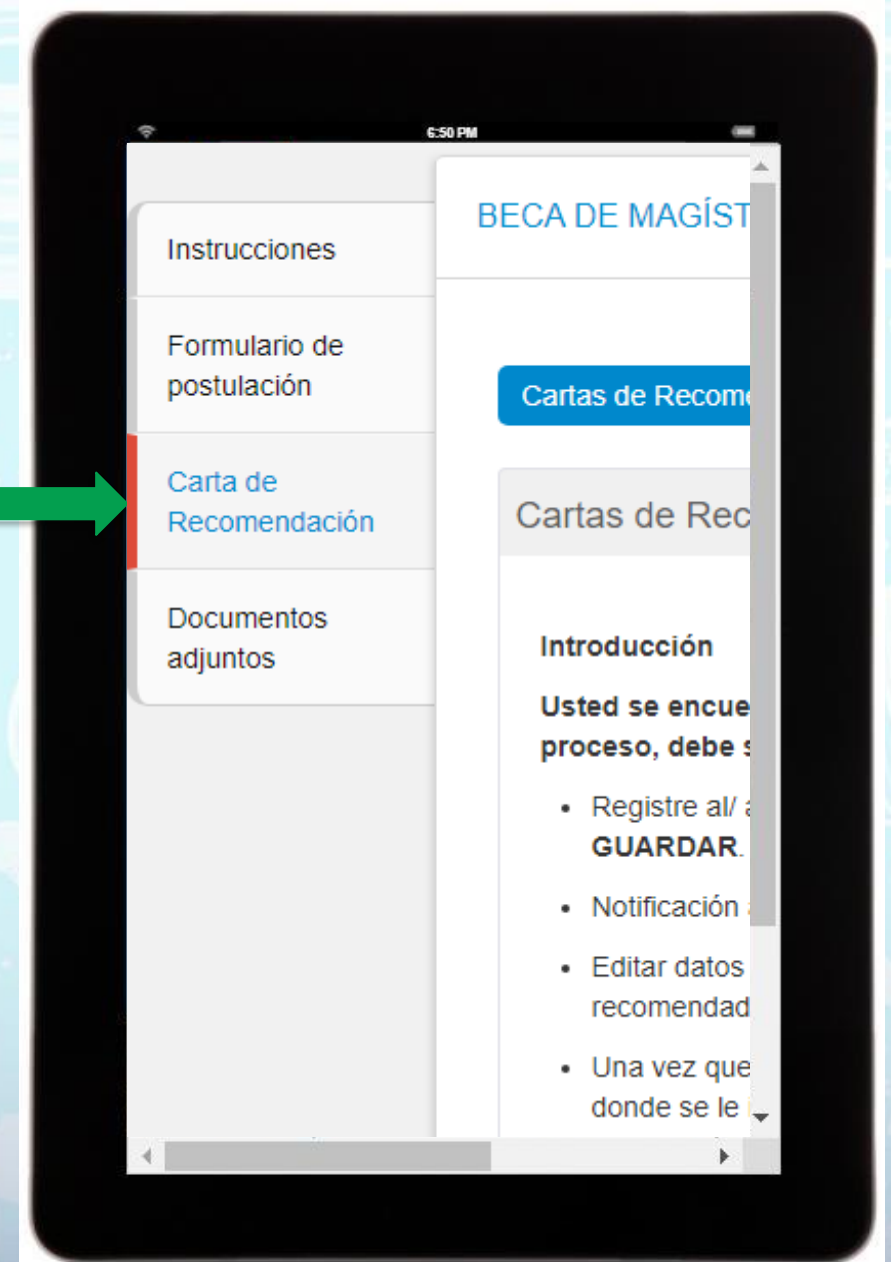 6:50 PM
Instrucciones
Formulario de
postulación
Carta de
Recomendación
Documentos
adjuntos
BECA DE MAGÍST
Cartas de Recome
Cartas de Rec
Introducción
Usted se encue
proceso, debe s
• Registre al/ a
GUARDAR.
• Notificación a
• Editar datos
recomendad
• Una vez que
donde se le